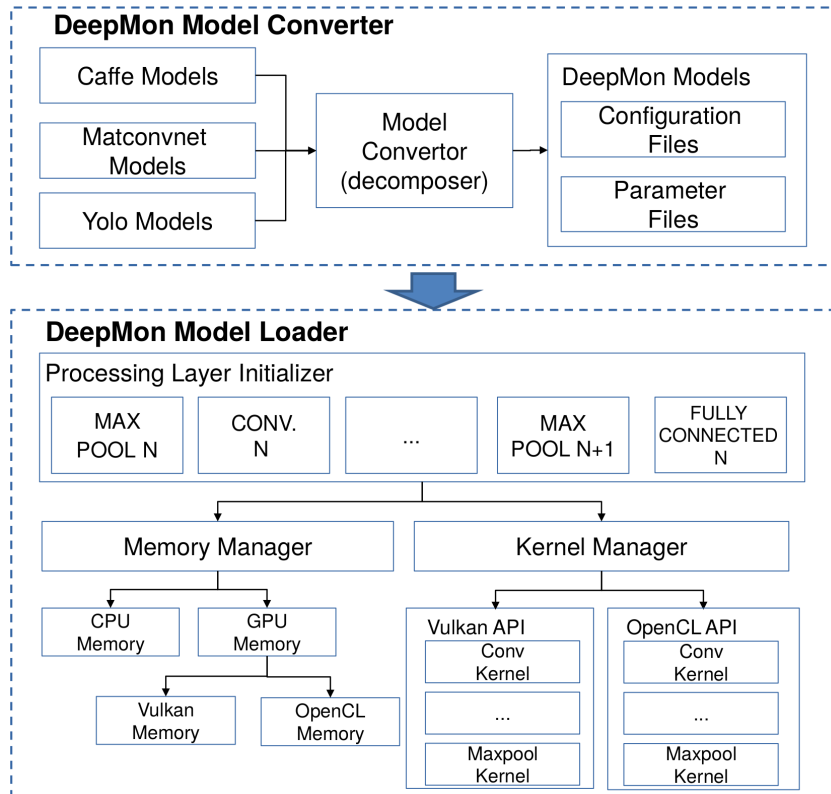 DeepMon Model Converter
Caffe Models
Matconvnet
Models
Yolo Models
Model
Convertor
(decomposer)
DeepMon Models
Configuration
Files
Parameter
Files
DeepMon Model Loader
Processing Layer Initializer
MAX
POOL N
CONV.
N
...
MAX
POOL N+1
FULLY
CONNECTED
N
Memory Manager
Kernel Manager
CPU
Memory
GPU
Memory
Vulkan
Memory
OpenCL
Memory
Vulkan API
Conv
Kernel
...
Maxpool
Kernel
OpenCL API
Conv
Kernel
...
Maxpool
Kernel